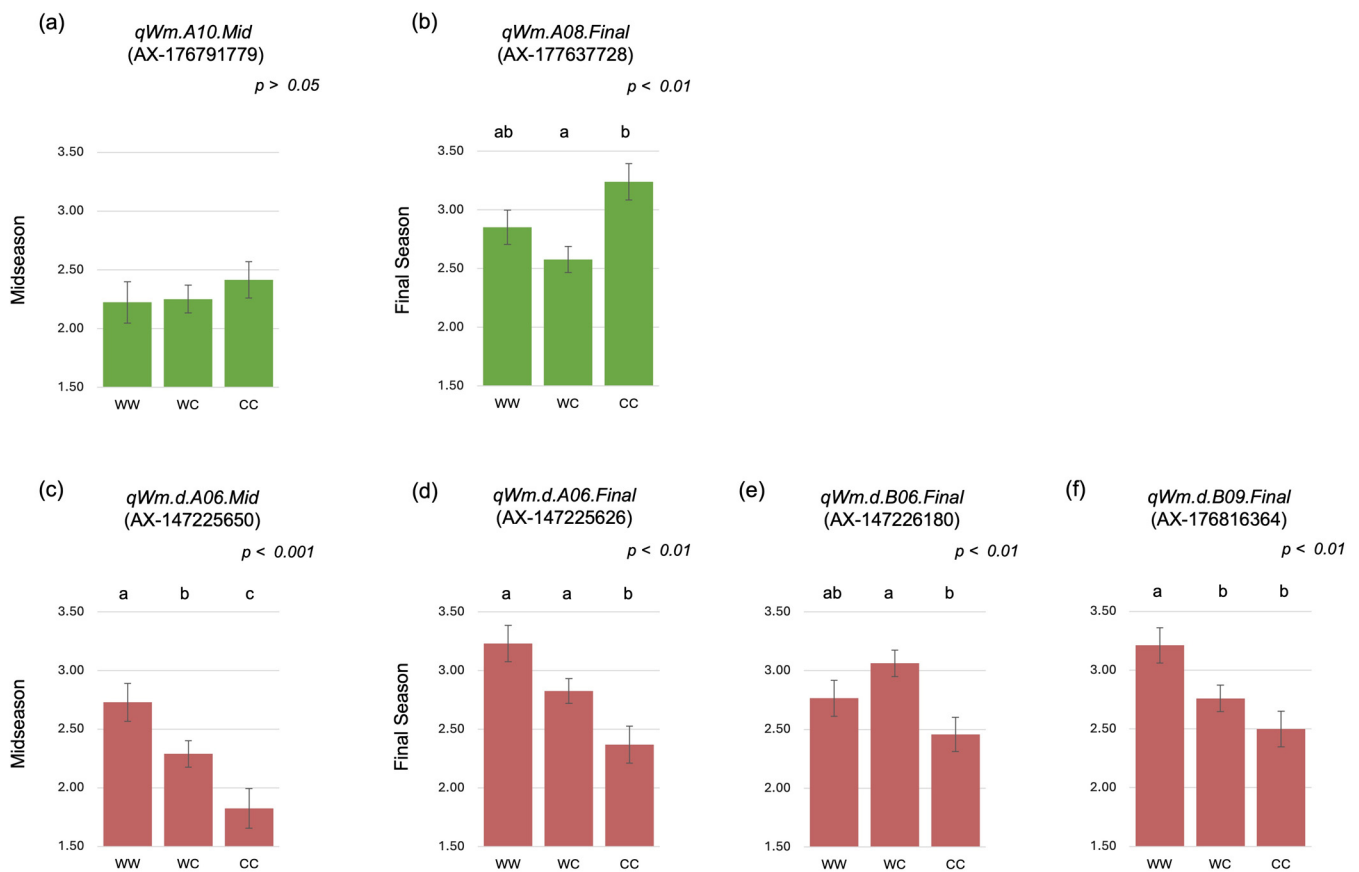 (a)
qWm.A10.Mid
(AX-176791779)
p > 0.05
Midseason
3.50
3.00
2.50
2.00
1.50
WW
WC
CC
(b)
qWm.A08.Final
(AX-177637728)
p < 0.01
ab
a
b
Final Season
3.50
3.00
2.50
2.00
1.50
WW
WC
CC
(c)
qWm.d.A06.Mid
(AX-147225650)
p < 0.001
a
b
c
Midseason
3.50
3.00
2.50
2.00
1.50
WW
WC
CC
(d)
qWm.d.A06.Final
(AX-147225626)
p < 0.01
a
a
b
Final Season
3.50
3.00
2.50
2.00
1.50
WW
WC
CC
(e)
qWm.d.B06.Final
(AX-147226180)
p < 0.01
ab
a
b
3.50
3.00
2.50
2.00
1.50
WW
WC
CC
(f)
qWm.d.B09.Final
(AX-176816364)
p < 0.01
a
b
b
3.50
3.00
2.50
2.00
1.50
WW
WC
CC